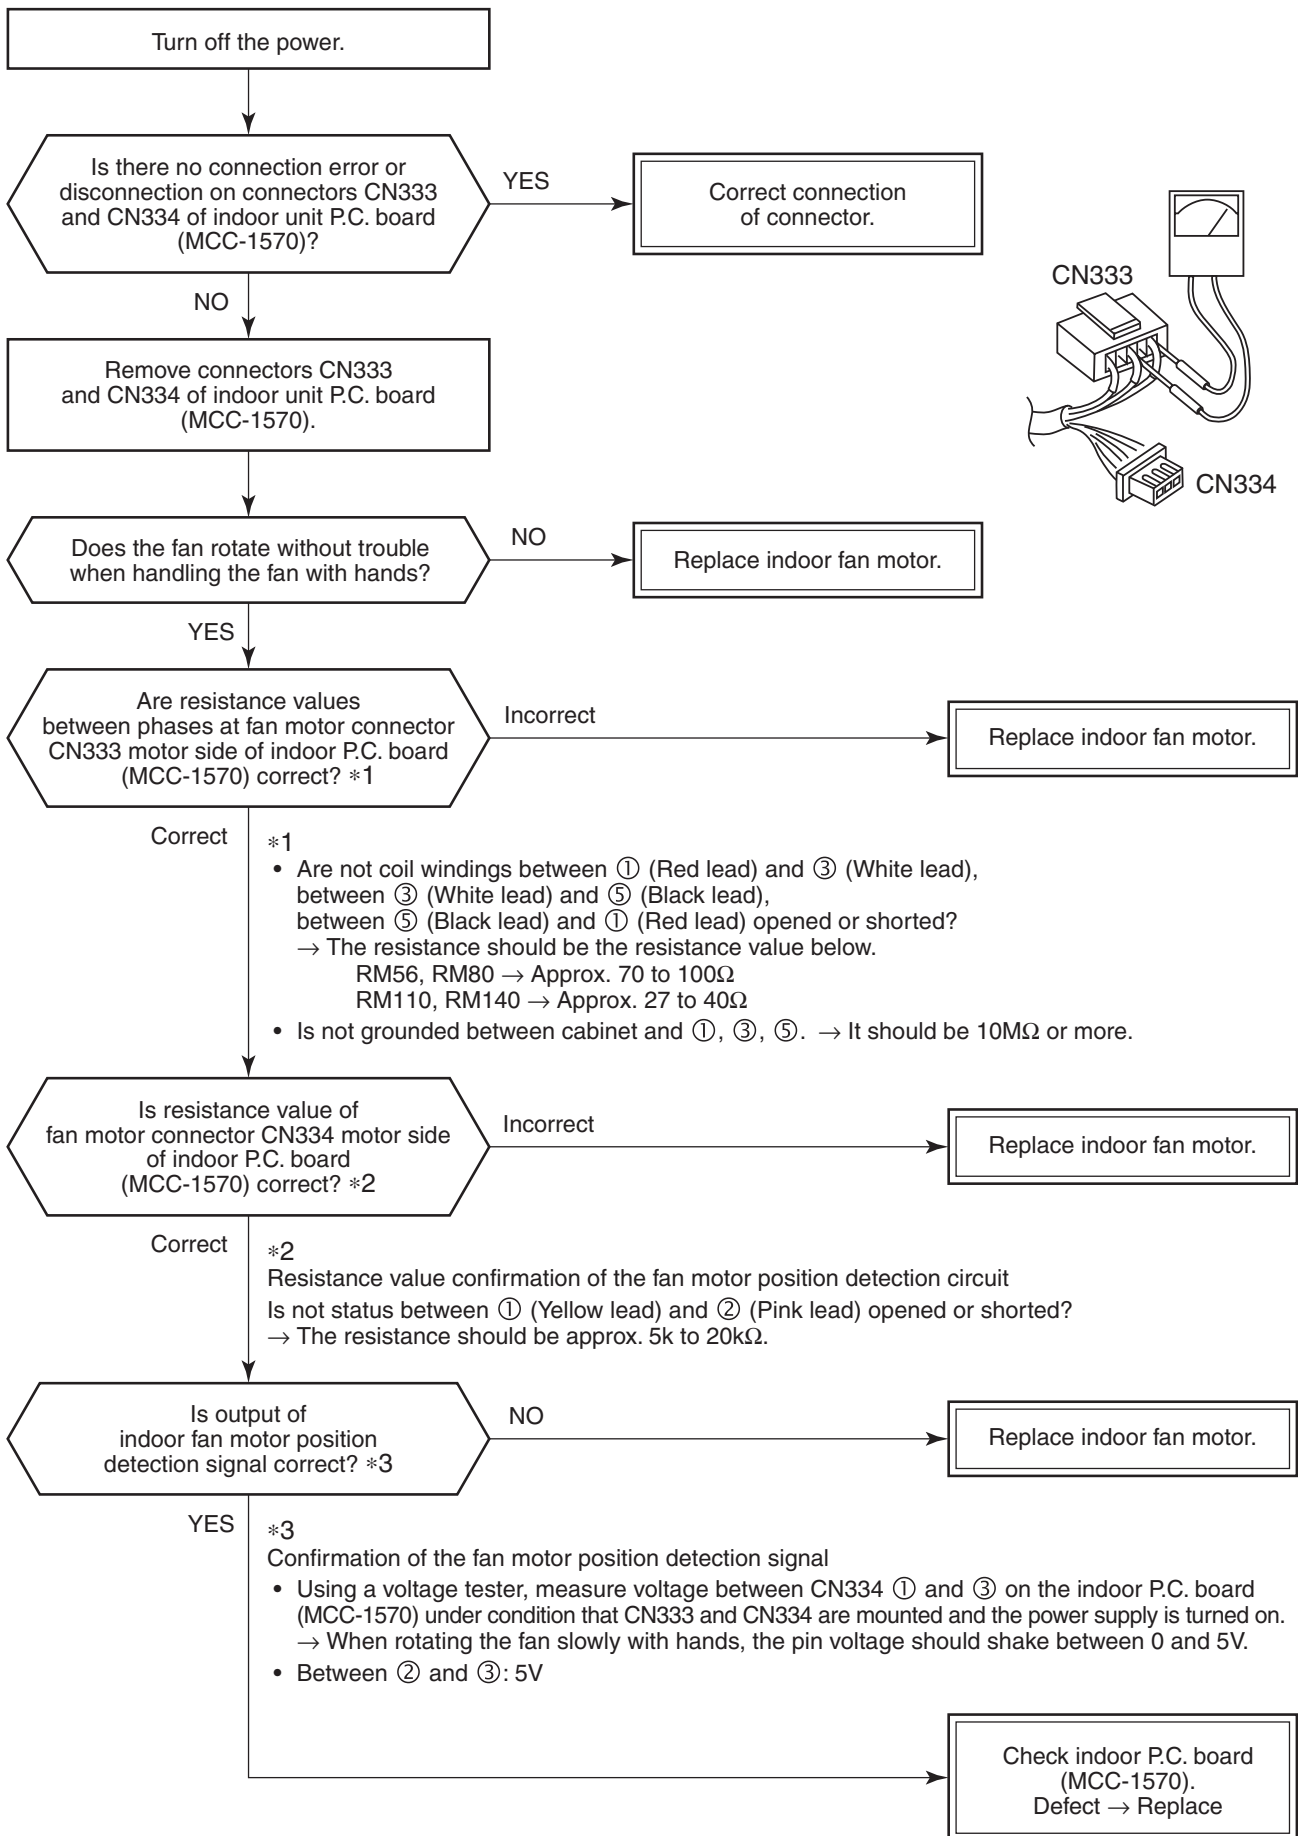 Turn off the power.
Is there no connection error or
disconnection on connectors CN333
and CN334 of indoor unit P.C. board
(MCC-1570)?
YES
Correct connection
of connector.
NO
Remove connectors CN333
and CN334 of indoor unit P.C. board
(MCC-1570).
CN333
CN334
Does the fan rotate without trouble
when handling the fan with hands?
NO
Replace indoor fan motor.
YES
Are resistance values
between phases at fan motor connector
CN333 motor side of indoor P.C. board
(MCC-1570) correct? *1
Incorrect
Replace indoor fan motor.
Correct
*1
• Are not coil windings between ① (Red lead) and ③ (White lead),
between ③ (White lead) and ⑤ (Black lead),
between ⑤ (Black lead) and ① (Red lead) opened or shorted?
→ The resistance should be the resistance value below.
RM56, RM80 → Approx. 70 to 100Ω
RM110, RM140 → Approx. 27 to 40Ω
• Is not grounded between cabinet and ①, ③, ⑤. → It should be 10MΩ or more.
Is resistance value of
fan motor connector CN334 motor side
of indoor P.C. board
(MCC-1570) correct? *2
Incorrect
Replace indoor fan motor.
Correct
*2
Resistance value confirmation of the fan motor position detection circuit
Is not status between ① (Yellow lead) and ② (Pink lead) opened or shorted?
→ The resistance should be approx. 5k to 20kΩ.
Is output of
indoor fan motor position
detection signal correct? *3
NO
Replace indoor fan motor.
YES
*3
Confirmation of the fan motor position detection signal
• Using a voltage tester, measure voltage between CN334 ① and ③ on the indoor P.C. board
(MCC-1570) under condition that CN333 and CN334 are mounted and the power supply is turned on.
→ When rotating the fan slowly with hands, the pin voltage should shake between 0 and 5V.
• Between ② and ③: 5V
Check indoor P.C. board
(MCC-1570).
Defect → Replace